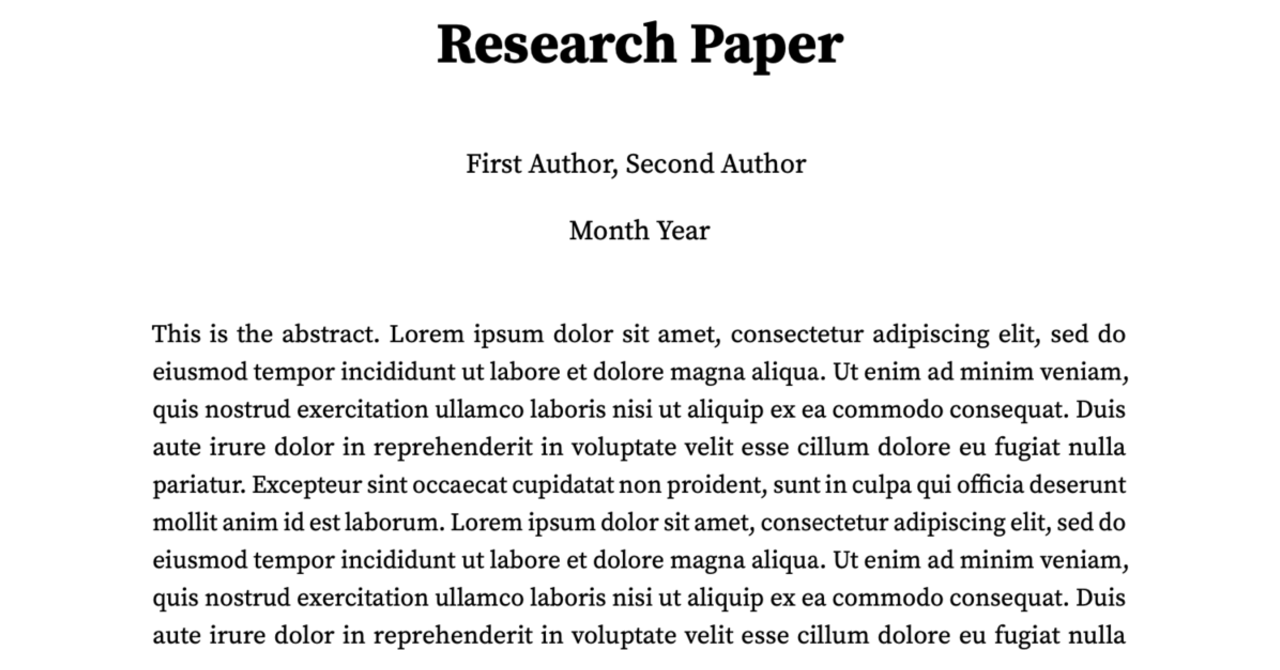 Research Paper
First Author, Second Author
Month Year
This is the abstract. Lorem ipsum dolor sit amet, consectetur adipiscing elit, sed do
eiusmod tempor incididunt ut labore et dolore magna aliqua. Ut enim ad minim veniam,
quis nostrud exercitation ullamco laboris nisi ut aliquip ex ea commodo consequat. Duis
aute irure dolor in reprehenderit in voluptate velit esse cillum dolore eu fugiat nulla
pariatur. Excepteur sint occaecat cupidatat non proident, sunt in culpa qui officia deserunt
mollit anim id est laborum. Lorem ipsum dolor sit amet, consectetur adipiscing elit, sed do
eiusmod tempor incididunt ut labore et dolore magna aliqua. Ut enim ad minim veniam,
quis nostrud exercitation ullamco laboris nisi ut aliquip ex ea commodo consequat. Duis
aute irure dolor in reprehenderit in voluptate velit esse cillum dolore eu fugiat nulla